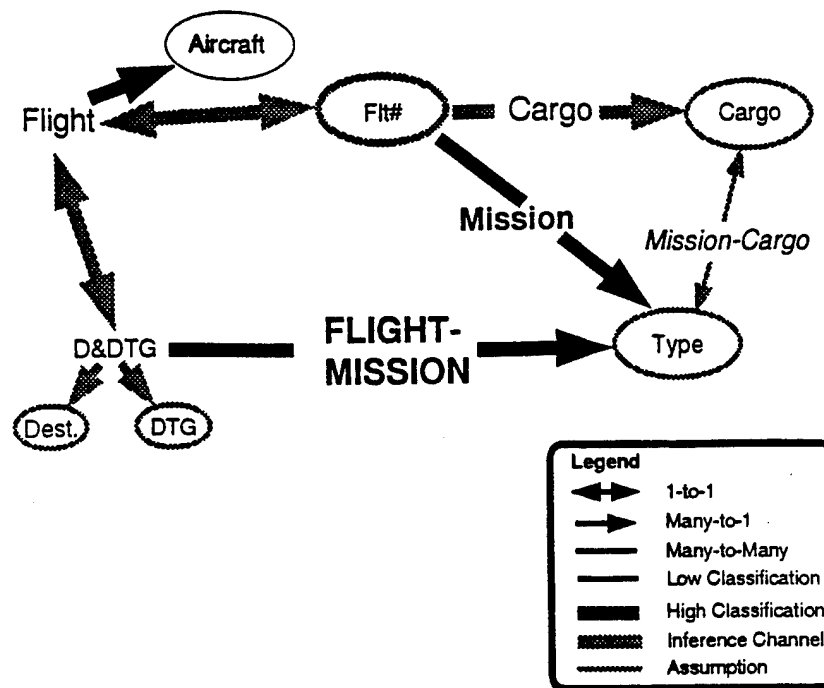 Aircraft
Flight
Flt#
Cargo
Cargo
Mission
Mission-Cargo
D&DTG
FLIGHT-
MISSION
Type
Dest.
DTG
Legend
1-to-1
Many-to-1
Many-to-Many
Low Classification
High Classification
Inference Channel
Assumption